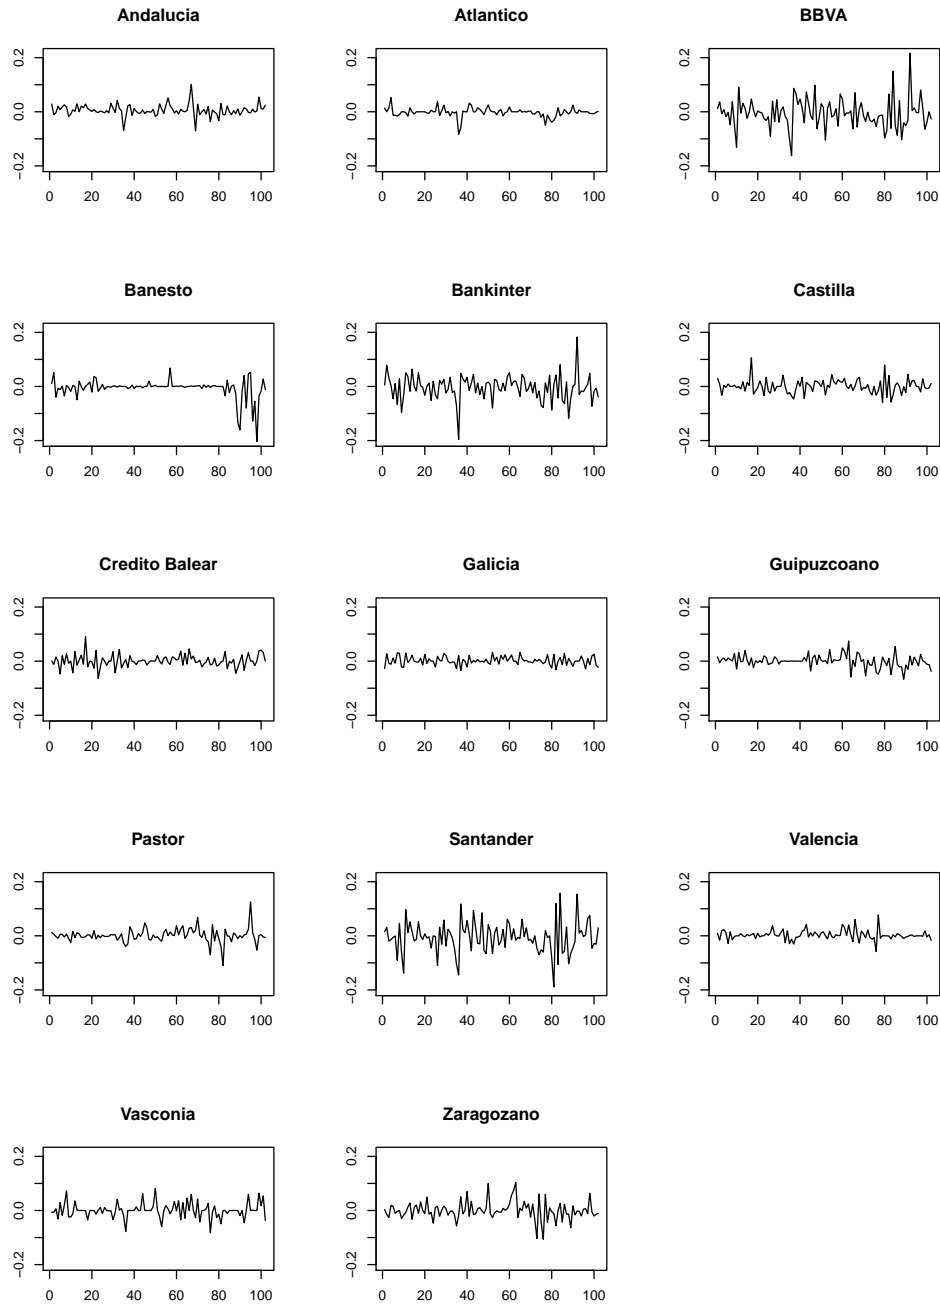 Andalucia Atlantico BBVA
0.2 0.2 0.2
0.0 0.0 0.0
−0.2 −0.2 −0.2
0 20 40 60 80 100 0 20 40 60 80 100 0 20 40 60 80 100
Banesto Bankinter Castilla
0.2 0.2 0.2
0.0 0.0 0.0
−0.2 −0.2 −0.2
0 20 40 60 80 100 0 20 40 60 80 100 0 20 40 60 80 100
Credito Balear Galicia Guipuzcoano
0.2 0.2 0.2
0.0 0.0 0.0
−0.2 −0.2 −0.2
0 20 40 60 80 100 0 20 40 60 80 100 0 20 40 60 80 100
Pastor Santander Valencia
0.2 0.2 0.2
0.0 0.0 0.0
−0.2 −0.2 −0.2
0 20 40 60 80 100 0 20 40 60 80 100 0 20 40 60 80 100
Vasconia Zaragozano
0.2 0.2
0.0 0.0
−0.2 −0.2
0 20 40 60 80 100 0 20 40 60 80 100